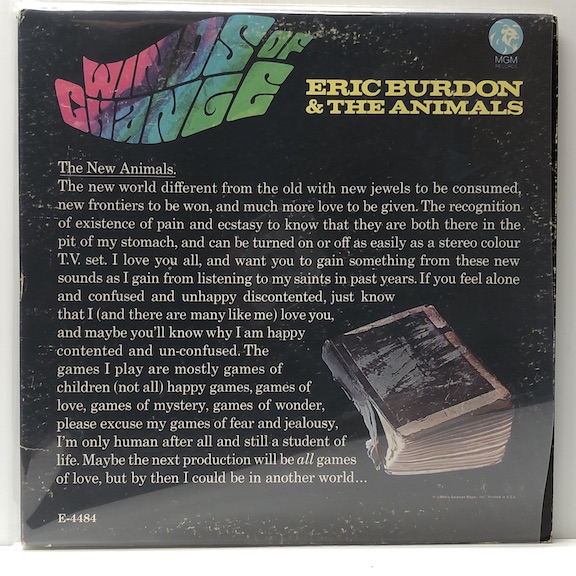 WINDS OF
CHANGE
MGM
RECORDS
ERIC BURDON
& THE ANIMALS
The New Animals.
The new world different from the old with new jewels to be consumed,
new frontiers to be won, and much more love to be given. The recognition
of existence of pain and ecstasy to know that they are both there in the
pit of my stomach, and can be turned on or off as easily as a stereo colour
T.V. set. I love you all, and want you to gain something from these new
sounds as I gain from listening to my saints in past years. If you feel alone
and confused and unhappy discontented, just know
that I (and there are many like me) love you,
and maybe you'll know why I am happy
contented and un-confused. The
games I play are mostly games of
children (not all) happy games, games of
love, games of mystery, games of wonder,
please excuse my games of fear and jealousy,
I'm only human after all and still a student of
life. Maybe the next production will be all games
of love, but by then I could be in another world...
E-4484